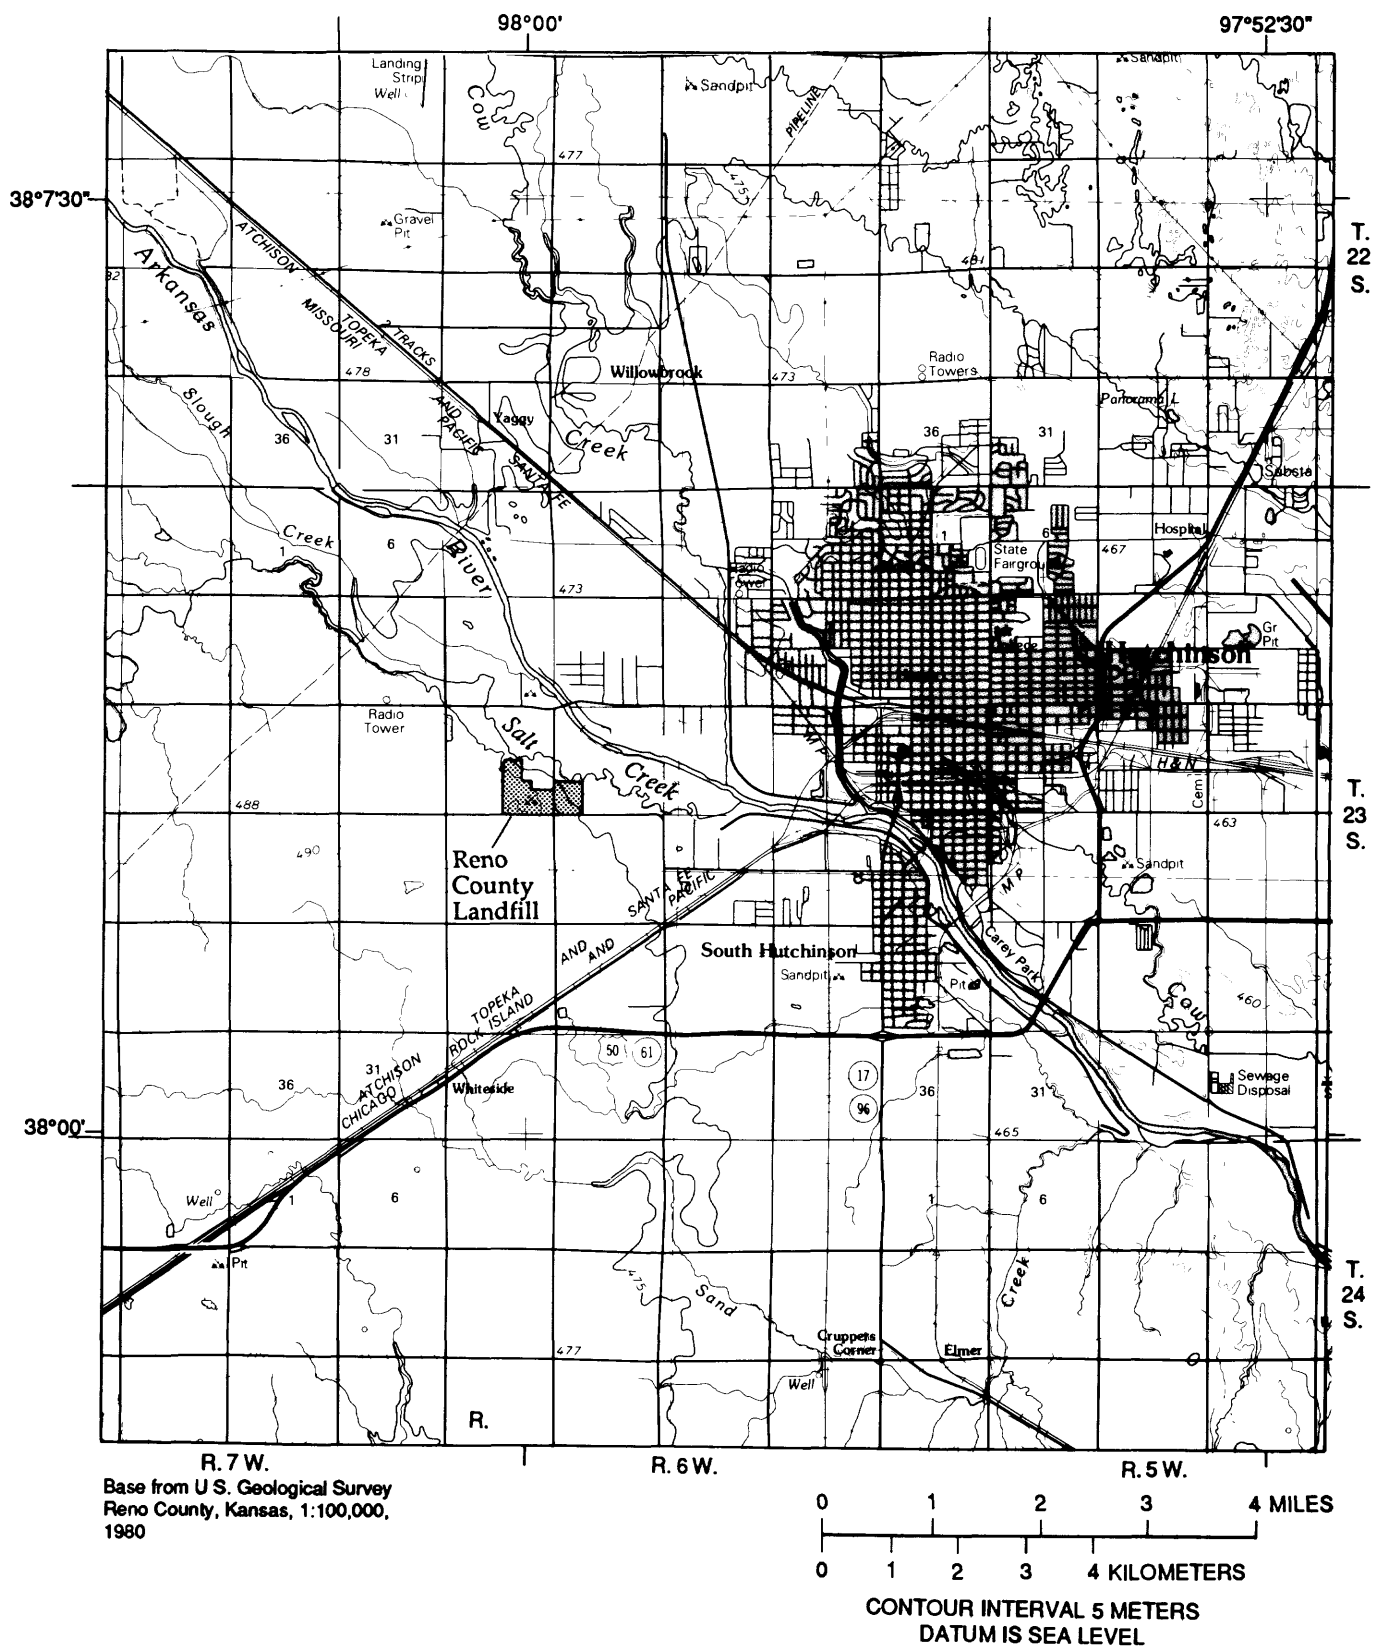 98°00'
97°52'30"
Landing
Strip
Well
Cow
Sandpit
PIPELINE
Sandpit
477
475
38°7'30"
Gravel
Pit
T.
22
S.
ATCHISON
481
Arkansas
TOPEKA
MISSOURI
2 TRACKS
478
Willowbrook
473
Radio
Towers
Slough
AND
PACIFIC
Yaggy
Panorama L
36
31
Creek
36
31
SANTA FE
Substa
Creek
1
6
River
1
State
Fairgrou
6
467
Hospital
473
Gr
Pit
Hutchinson
Radio
Tower
Salt
Creek
M P
H&N
Cem
T.
23
S.
488
463
490
Reno
County
Landfill
SANTA FE
PACIFIC
M P
Sandpit
South Hutchinson
Carey Park
AND
AND
Sandpit
Pit
Cow
460
TOPEKA
ROCK ISLAND
50
61
17
96
36
31
ATCHISON
CHICAGO
Whiteside
36
31
Sewage
Disposal
38°00'
465
Well
1
6
1
6
Pit
475
Sand
Creek
T.
24
S.
Cruppers
Corner
Elmer
477
Well
R.
R. 7 W.
R. 6 W.
R. 5 W.
Base from U S. Geological Survey
Reno County, Kansas, 1:100,000,
1980
0 1 2 3 4 MILES
0 1 2 3 4 KILOMETERS
CONTOUR INTERVAL 5 METERS
DATUM IS SEA LEVEL